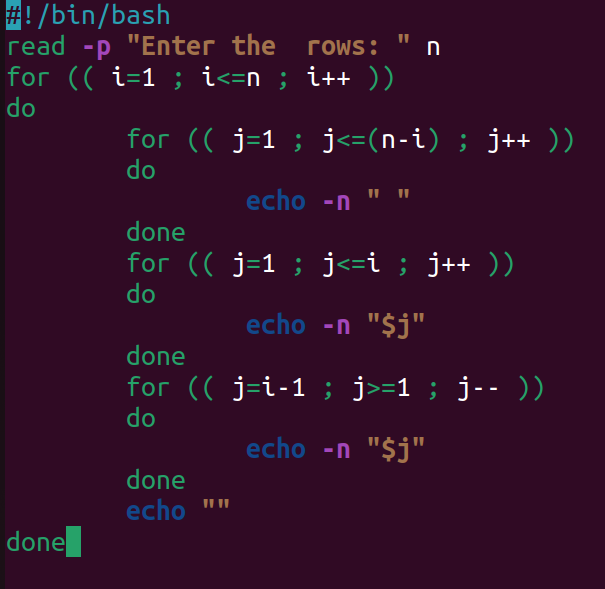 #!/bin/bash
read -p "Enter the  rows: " n
for (( i=1 ; i<=n ; i++ ))
do
        for (( j=1 ; j<=(n-i) ; j++ ))
        do
                echo -n " "
        done
        for (( j=1 ; j<=i ; j++ ))
        do
                echo -n "$j"
        done
        for (( j=i-1 ; j>=1 ; j-- ))
        do
                echo -n "$j"
        done
        echo ""
done